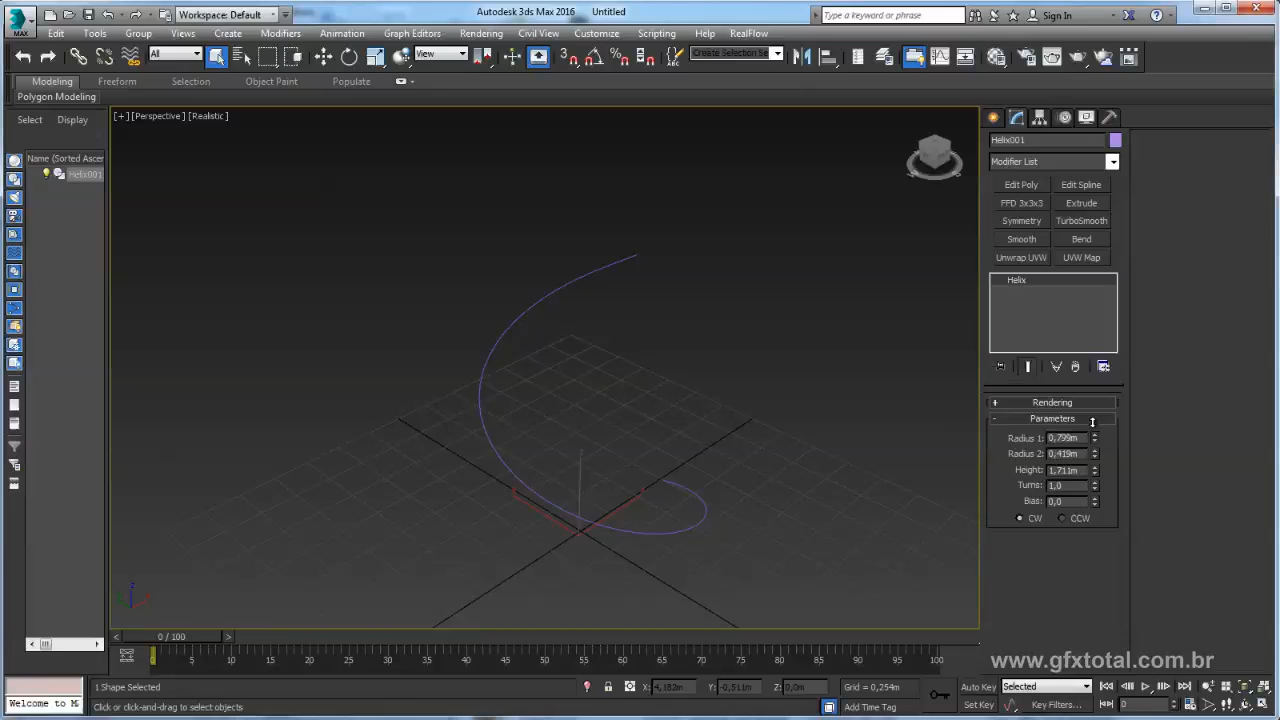 MAX
Workspace: Default
Autodesk 3ds Max 2016 Untitled
Type a keyword or phrase
Sign In
Edit Tools Group Views Create Modifiers Animation Graph Editors Rendering Civil View Customize Scripting Help RealFlow
All
View
Create Selection Se
Modeling Freeform Selection Object Paint Populate
Polygon Modeling
Select Display
[+] [Perspective] [Realistic]
Name (Sorted Ascen
Helix001
Helix001
Modifier List
Edit Poly Edit Spline
FFD 3x3x3 Extrude
Symmetry TurboSmooth
Smooth Bend
Unwrap UVW UVW Map
Helix
+ Rendering
- Parameters
Radius 1: 0,799m
Radius 2: 0,419m
Height: 1,711m
Turns: 1,0
Bias: 0,0
CW CCW
< 0 / 100 >
0 5 10 15 20 25 30 35 40 45 50 55 60 65 70 75 80 85 90 95 100
www.gfxtotal.com.br
1 Shape Selected
X: 4,182m Y: -0,511m Z: 0,0m Grid = 0,254m
Auto Key Selected
Welcome to M
Click or click-and-drag to select objects
Add Time Tag
Set Key Key Filters... 0